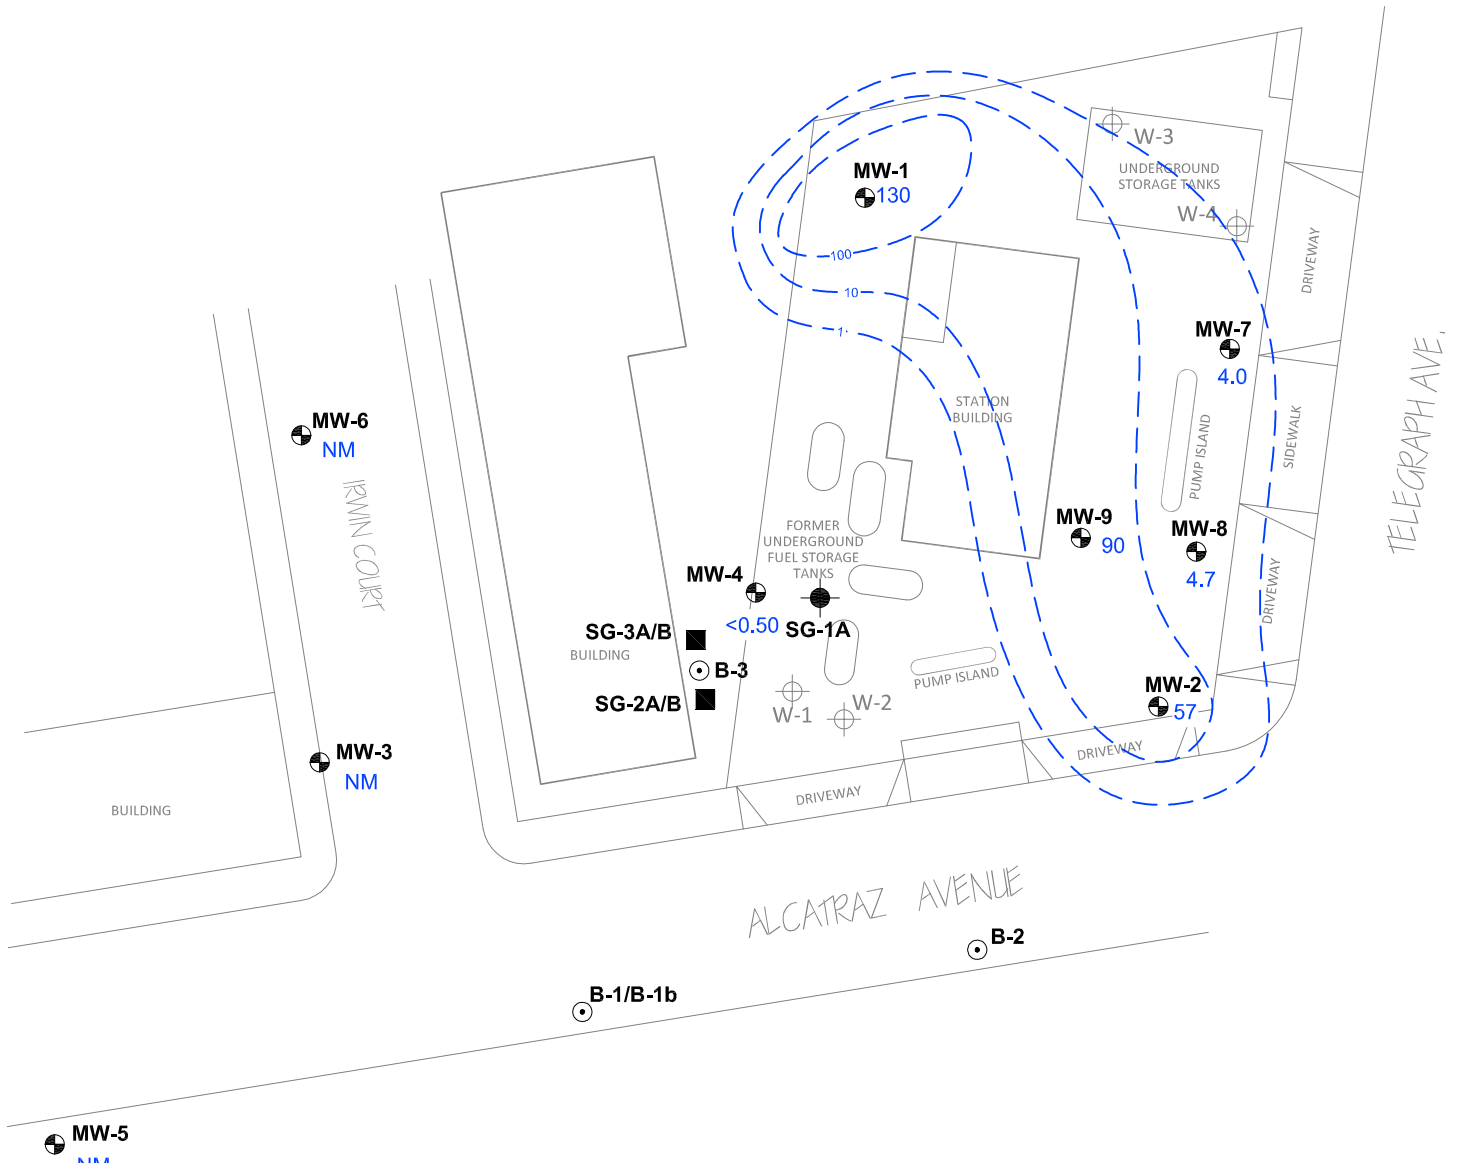 W-3
MW-1
130
UNDERGROUND
STORAGE TANKS
W-4
DRIVEWAY
100
10
1
MW-7
4.0
TELEGRAPH AVE.
STATION
BUILDING
MW-6
NM
SIDEWALK
PUMP ISLAND
IRWIN COURT
FORMER
UNDERGROUND
FUEL STORAGE
TANKS
MW-9
90
MW-8
4.7
MW-4
<0.50
SG-1A
DRIVEWAY
SG-3A/B
BUILDING
B-3
SG-2A/B
PUMP ISLAND
W-1
W-2
MW-2
57
DRIVEWAY
MW-3
NM
DRIVEWAY
BUILDING
ALCATRAZ AVENUE
B-2
B-1/B-1b
MW-5
NM